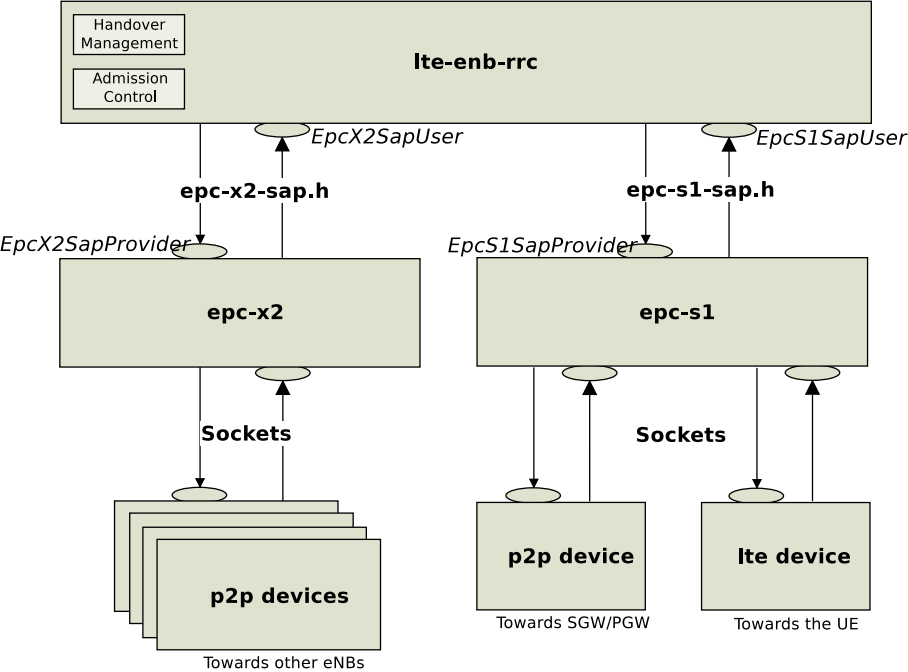 Handover
Management
Admission
Control
lte-enb-rrc
EpcX2SapUser
EpcS1SapUser
epc-x2-sap.h
epc-s1-sap.h
EpcX2SapProvider
EpcS1SapProvider
epc-x2
epc-s1
Sockets
Sockets
p2p devices
p2p device
lte device
Towards other eNBs
Towards SGW/PGW
Towards the UE